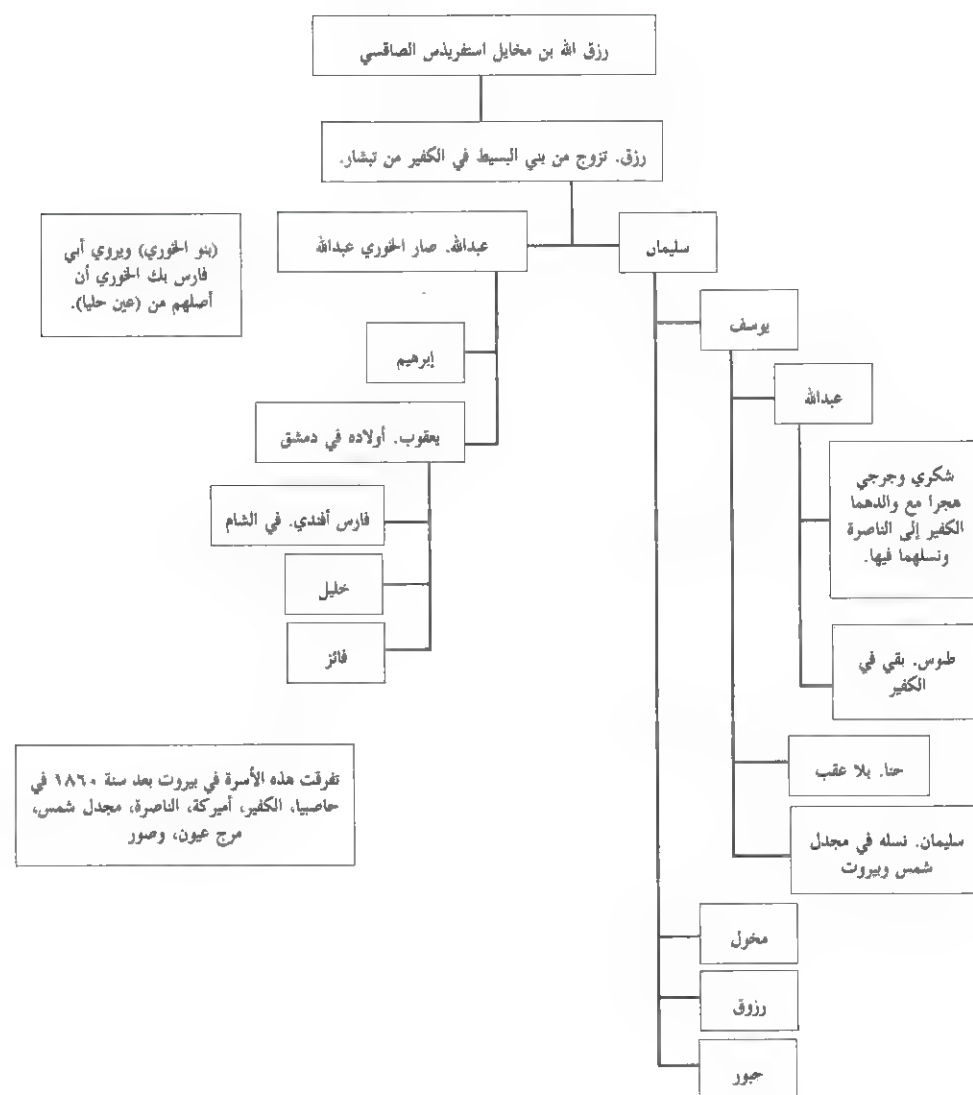 رزق الله بن مخايل استفريذس الصاقسي
رزق. تزوج من بني البسيط في الكفير من تبشار.
سليمان
عبدالله. صار الخوري عبدالله
(بنو الخوري) ويروي أبي
فارس بك الخوري أن
أصلهم من (عين حليا).
يوسف
إبرهيم
عبدالله
يعقوب. أولاده في دمشق
شكري وجرجي
هجرا مع والدهما
الكفير إلى الناصرة
ونسلهما فيها.
فارس أفندي. في الشام
خليل
فائز
طوس. بقي في
الكفير
حنا. بلا عقب
تفرقت هذه الأسرة في بيروت بعد سنة ١٨٦٠ في
حاصبيا، الكفير، أميركة، الناصرة، مجدل شمس،
مرج عيون، وصور
سليمان. نسله في مجدل
شمس وبيروت
مخول
رزوق
جبور